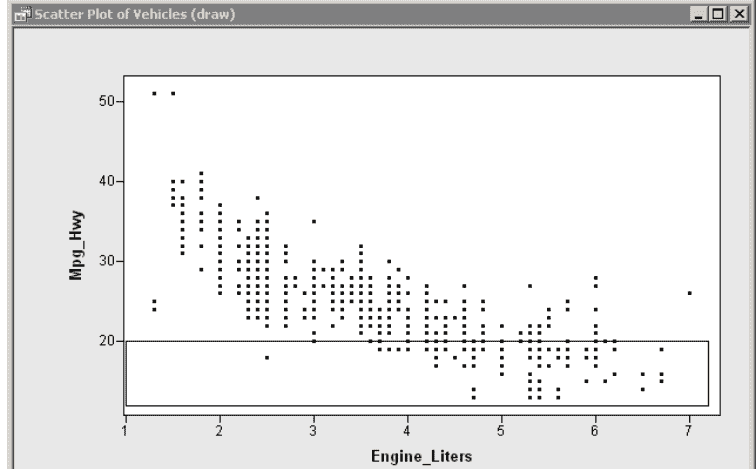 Scatter Plot of Vehicles (draw)
50
40
30
20
Mpg_Hwy
1 2 3 4 5 6 7
Engine_Liters